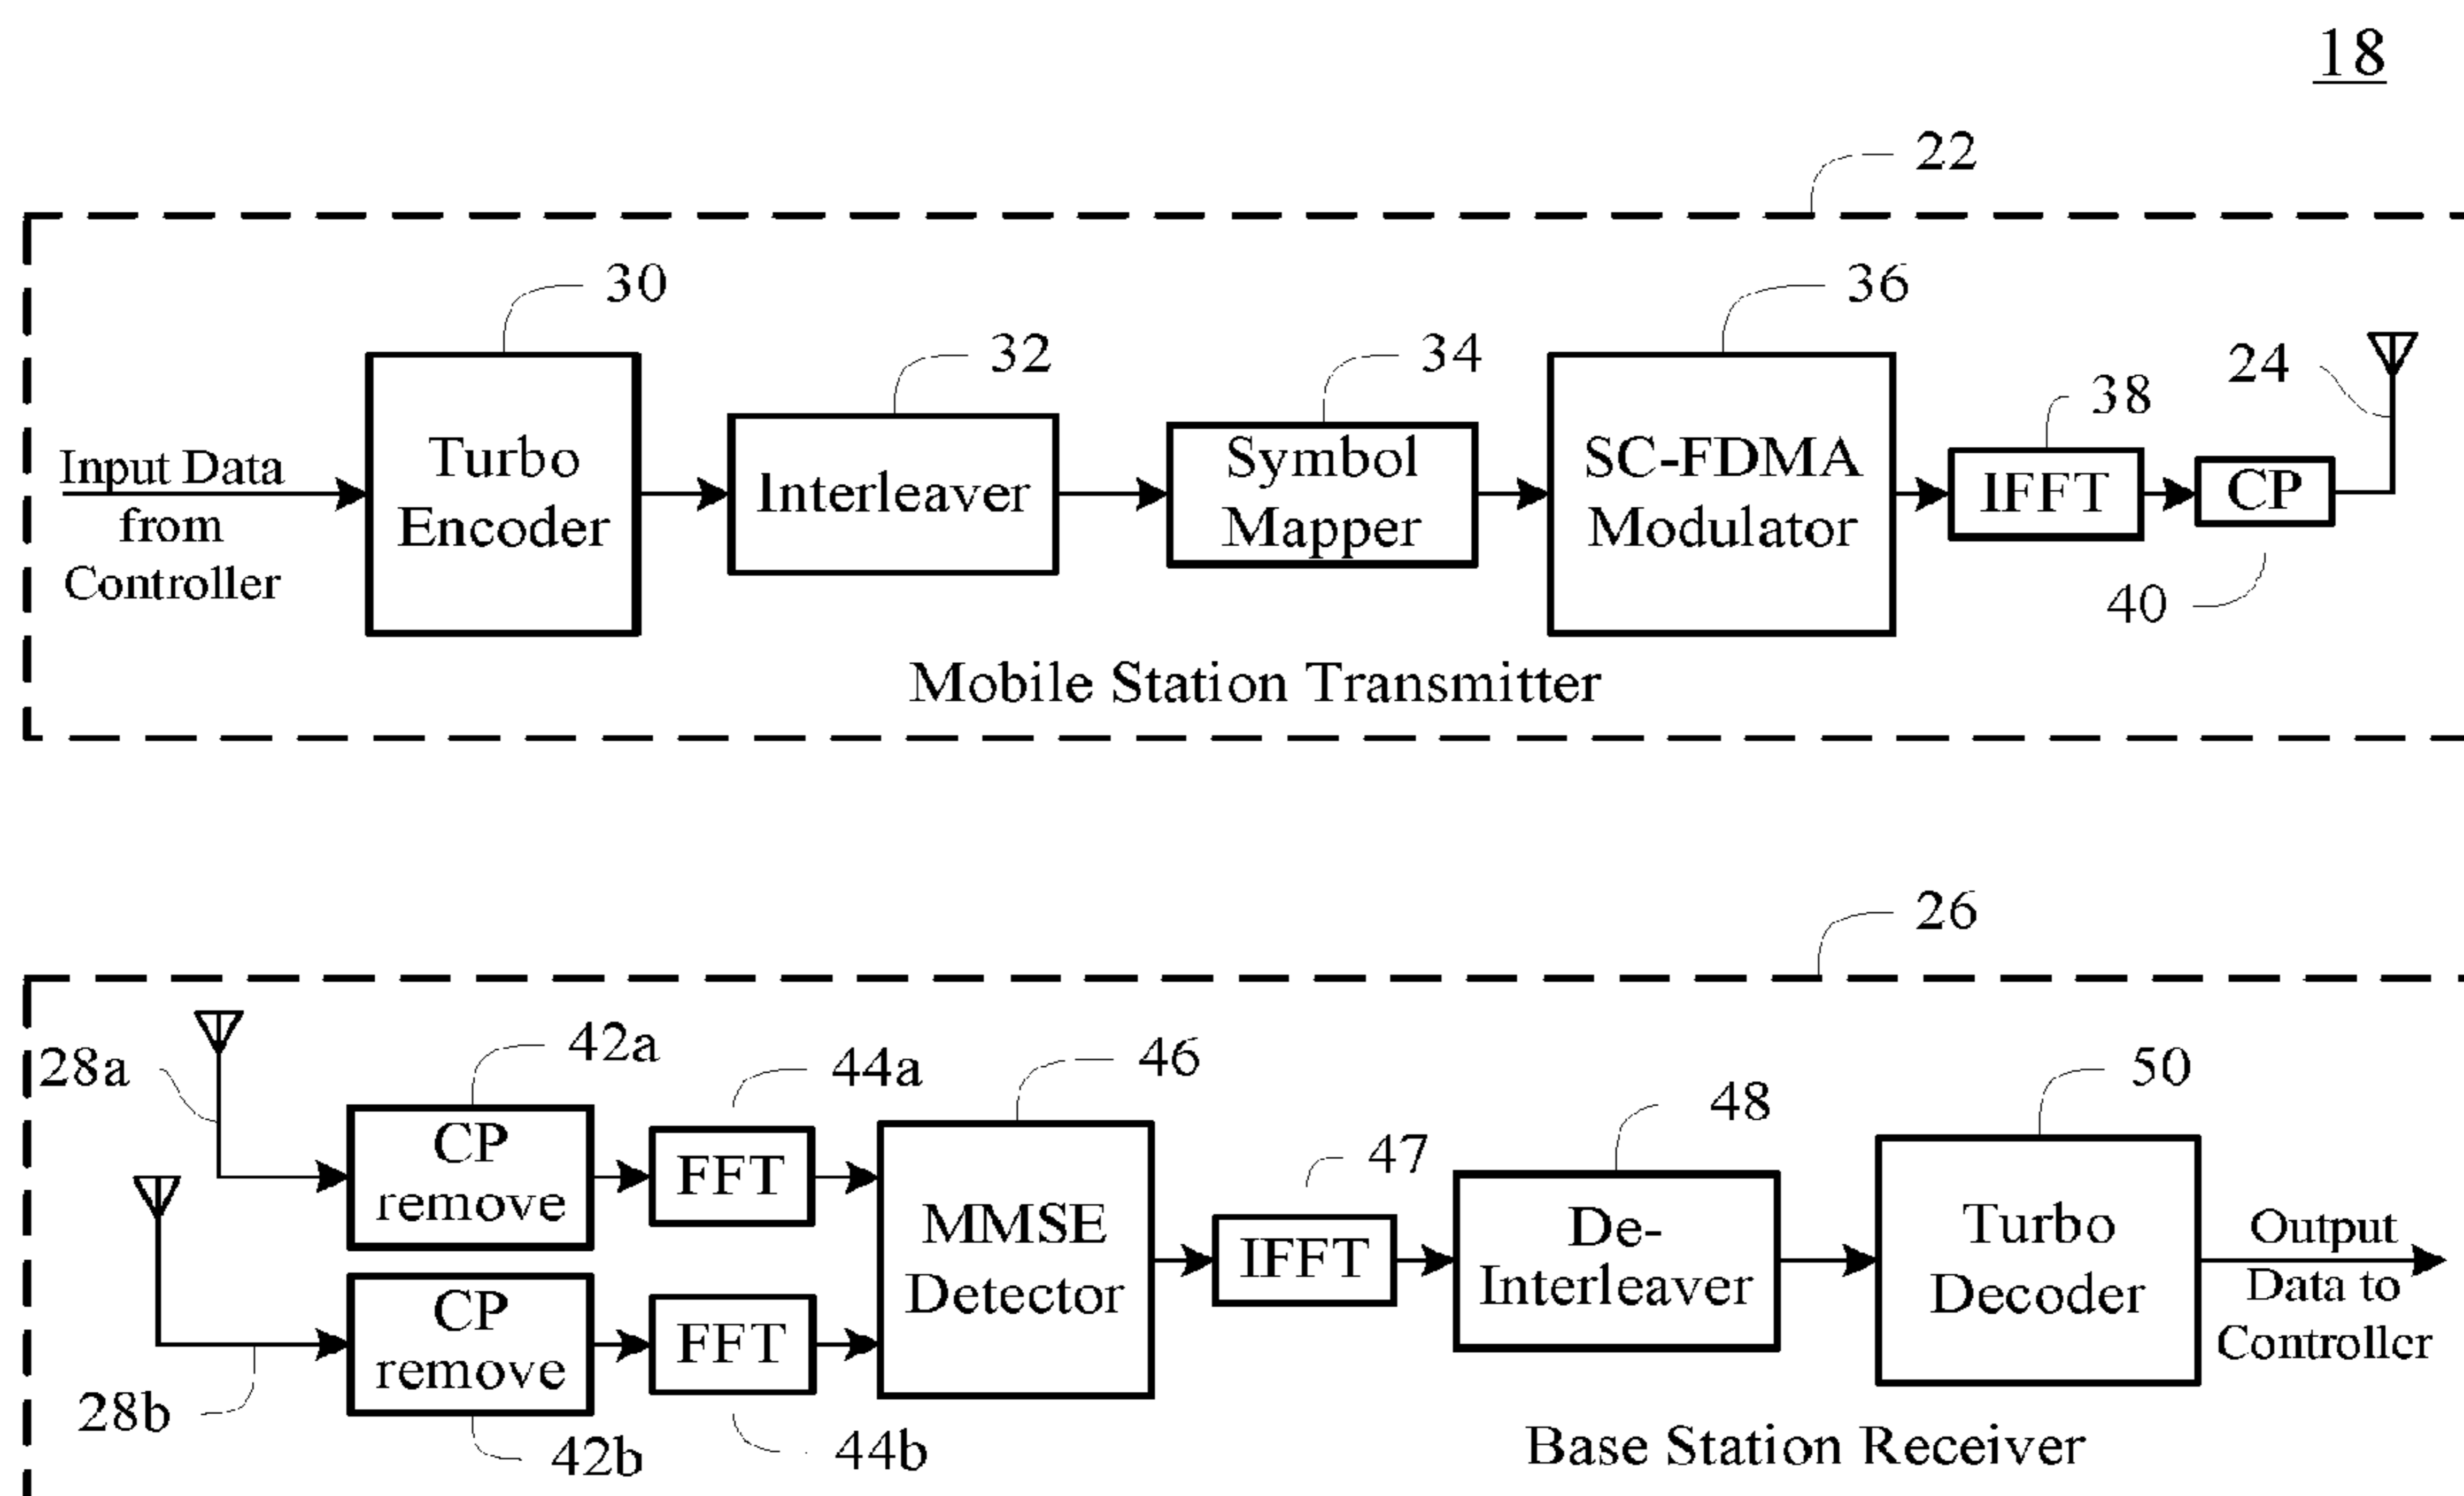 18
22
30
32
34
36
38
24
Input Data
from
Controller
Turbo
Encoder
Interleaver
Symbol
Mapper
SC-FDMA
Modulator
IFFT
CP
40
Mobile Station Transmitter
26
28a
42a
44a
46
47
48
50
CP
remove
FFT
MMSE
Detector
IFFT
De-
Interleaver
Turbo
Decoder
Output
Data to
Controller
CP
remove
FFT
28b
42b
44b
Base Station Receiver